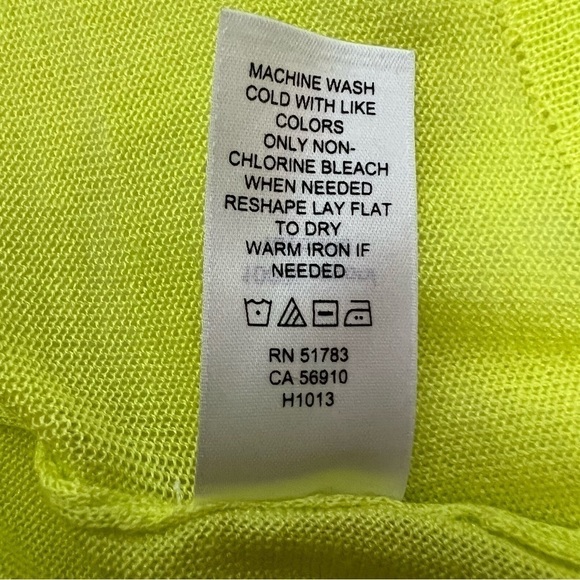 MACHINE WASH
COLD WITH LIKE
COLORS
ONLY NON-
CHLORINE BLEACH
WHEN NEEDED
RESHAPE LAY FLAT
TO DRY
WARM IRON IF
NEEDED
RN 51783
CA 56910
H1013